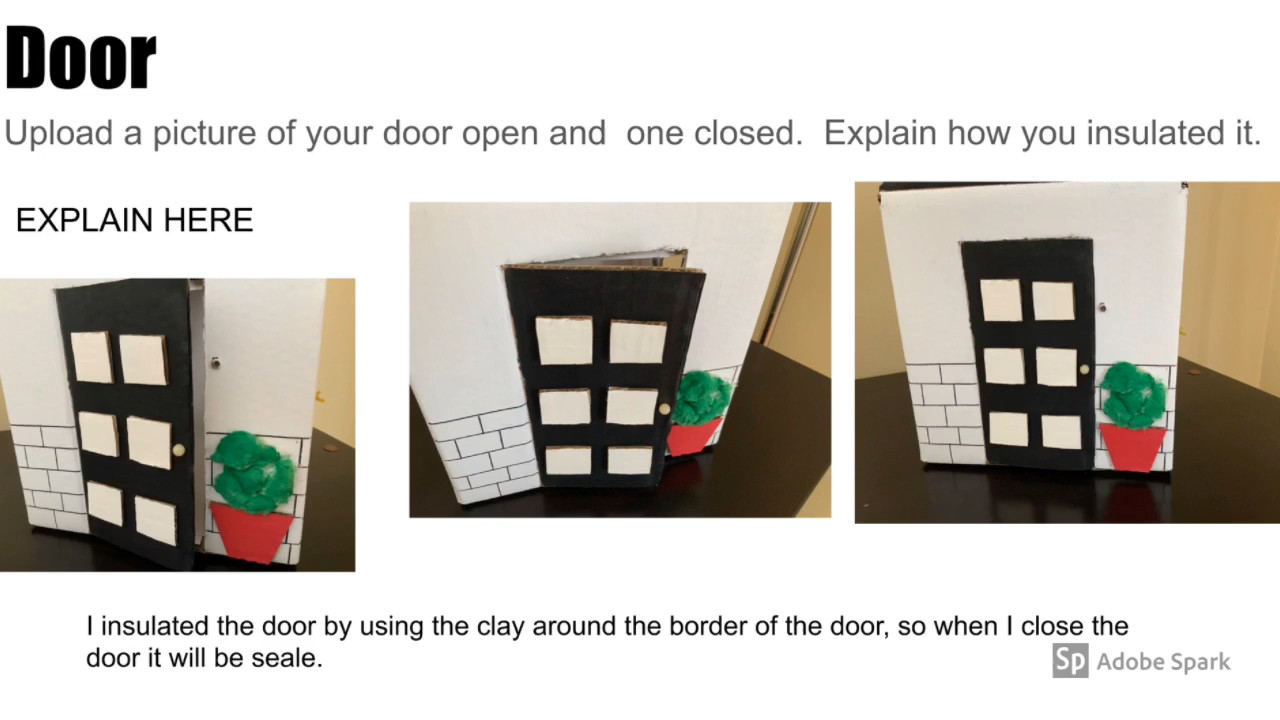 Door
Upload a picture of your door open and one closed. Explain how you insulated it.
EXPLAIN HERE
I insulated the door by using the clay around the border of the door, so when I close the
door it will be seale.
Sp Adobe Spark